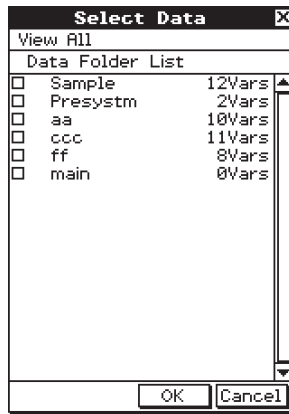 Select Data
View All
Data Folder List
Sample 12Vars
Presystm 2Vars
aa 10Vars
ccc 11Vars
ff 8Vars
main 0Vars
OK Cancel